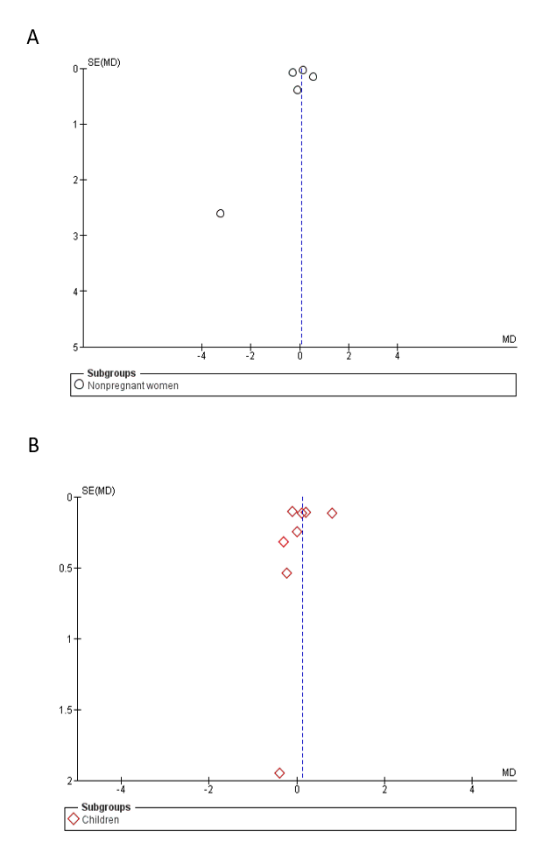 A
SE(MD)
0
1
2
3
4
5
-4 -2 0 2 4
MD
Subgroups
Nonpregnant women
B
SE(MD)
0
0.5
1
1.5
2
-4 -2 0 2 4
MD
Subgroups
Children